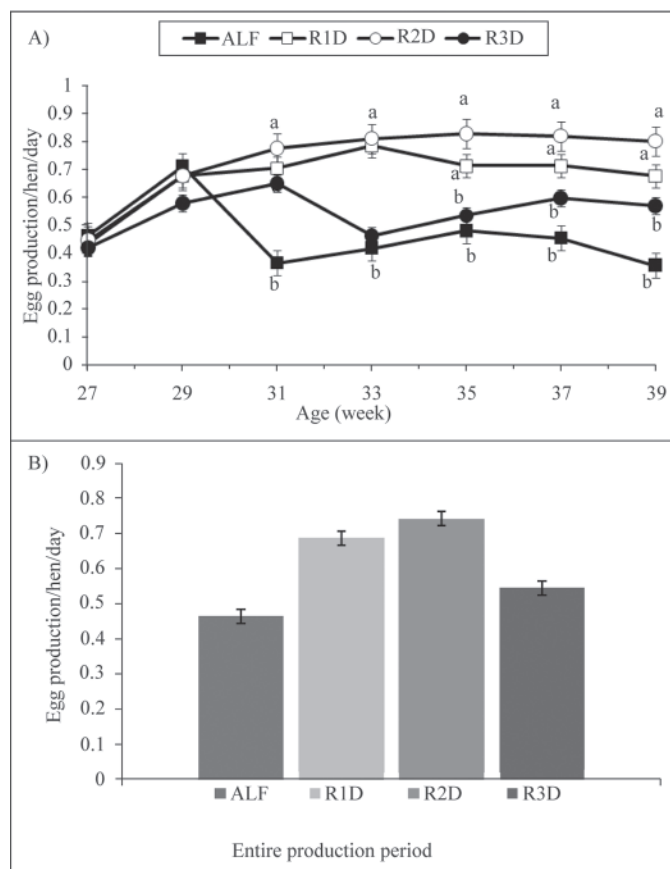 A)
ALF R1D R2D R3D
Egg production/hen/day
1
0.9
0.8
0.7
0.6
0.5
0.4
0.3
0.2
0.1
0
a
a
a
a
a
a
a
a
b
b
b
b
b
b
b
b
27 29 31 33 35 37 39
Age (week)
B)
Egg production/hen/day
0.9
0.8
0.7
0.6
0.5
0.4
0.3
0.2
0.1
0
ALF R1D R2D R3D
Entire production period